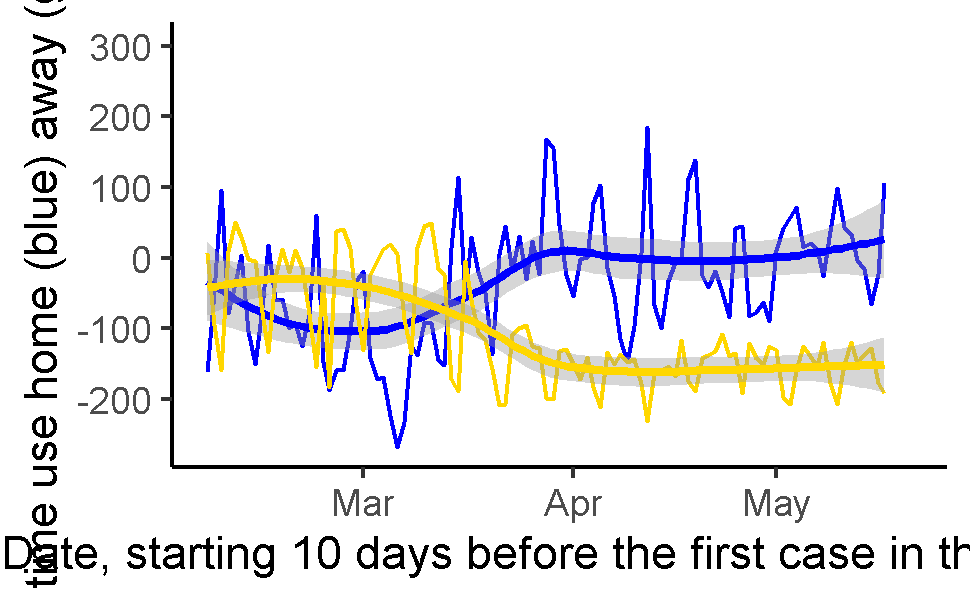 time use home (blue) away (
300
200
100
0
-100
-200
Mar Apr May
Date, starting 10 days before the first case in th